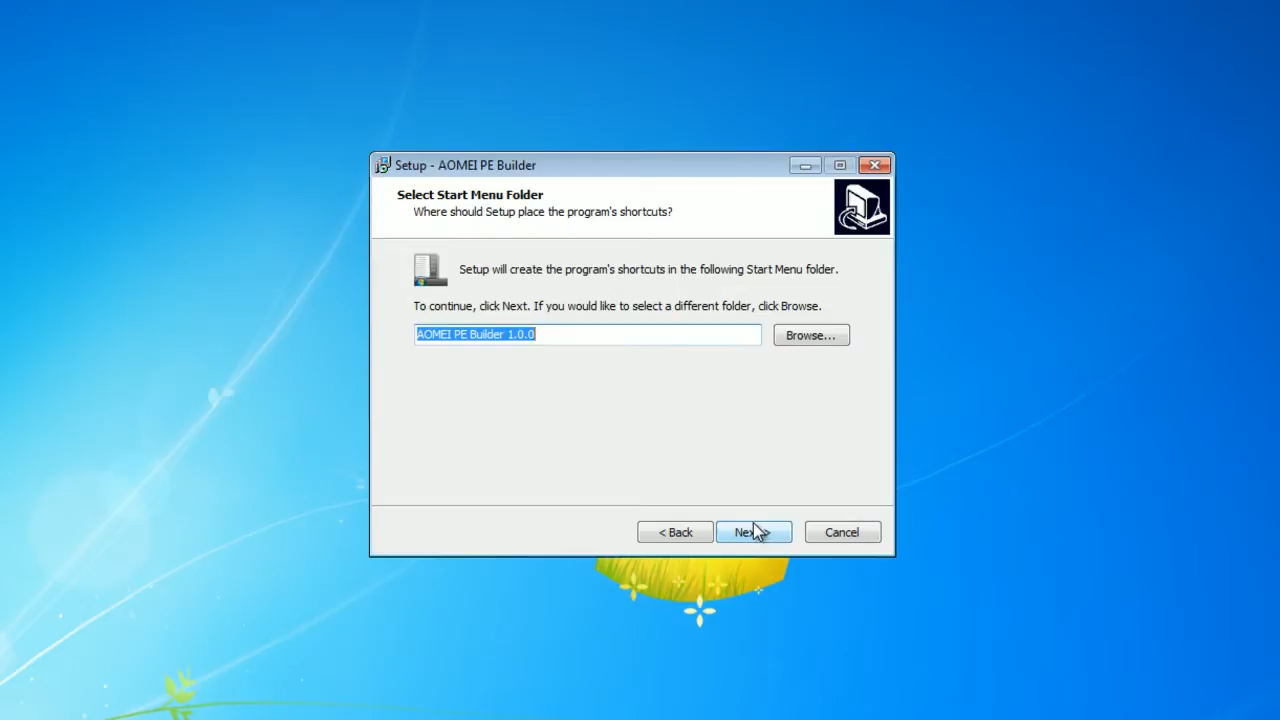 Setup - AOMEI PE Builder
Select Start Menu Folder
Where should Setup place the program's shortcuts?
Setup will create the program's shortcuts in the following Start Menu folder.
To continue, click Next. If you would like to select a different folder, click Browse.
AOMEI PE Builder 1.0.0
Browse...
< Back
Next >
Cancel